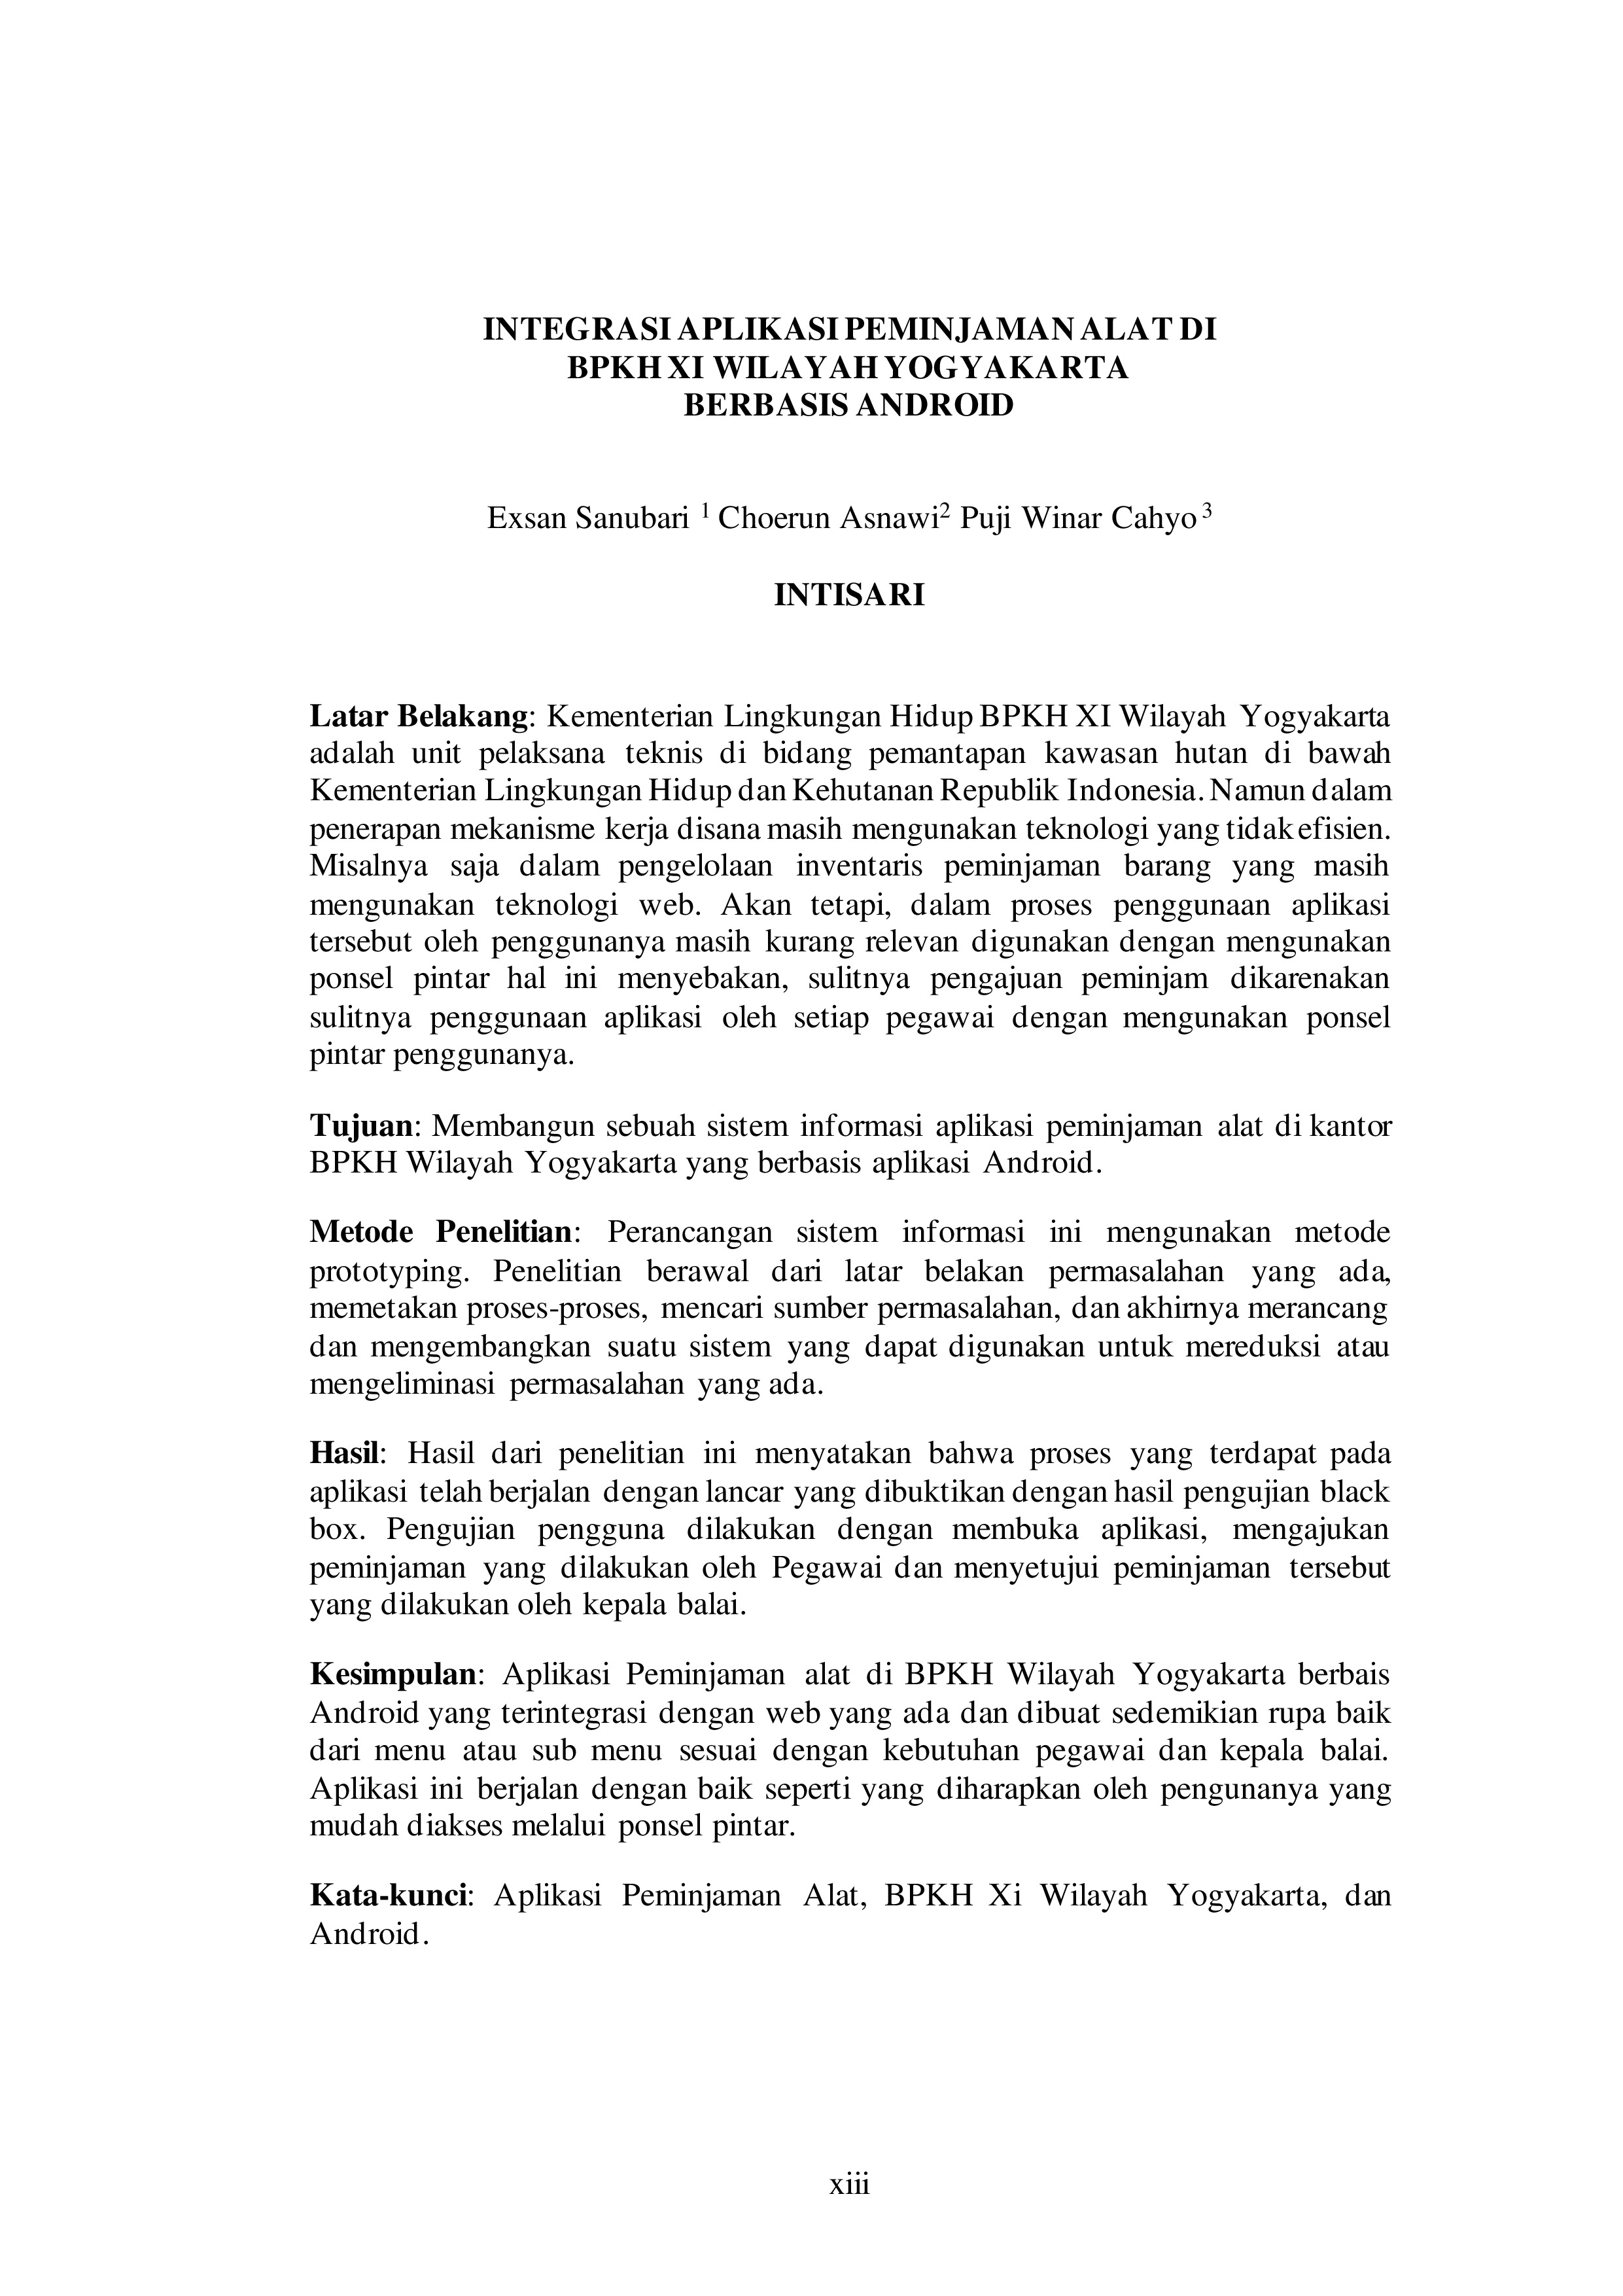 INTEGRASI APLIKASI PEMINJAMAN ALAT DI
BPKH XI WILAYAH YOGYAKARTA
BERBASIS ANDROID
Exsan Sanubari ¹ Choerun Asnawi² Puji Winar Cahyo ³
INTISARI
Latar Belakang: Kementerian Lingkungan Hidup BPKH XI Wilayah Yogyakarta
adalah unit pelaksana teknis di bidang pemantapan kawasan hutan di bawah
Kementerian Lingkungan Hidup dan Kehutanan Republik Indonesia. Namun dalam
penerapan mekanisme kerja disana masih mengunakan teknologi yang tidak efisien.
Misalnya saja dalam pengelolaan inventaris peminjaman barang yang masih
mengunakan teknologi web. Akan tetapi, dalam proses penggunaan aplikasi
tersebut oleh penggunanya masih kurang relevan digunakan dengan mengunakan
ponsel pintar hal ini menyebakan, sulitnya pengajuan peminjam dikarenakan
sulitnya penggunaan aplikasi oleh setiap pegawai dengan mengunakan ponsel
pintar penggunanya.
Tujuan: Membangun sebuah sistem informasi aplikasi peminjaman alat di kantor
BPKH Wilayah Yogyakarta yang berbasis aplikasi Android.
Metode Penelitian: Perancangan sistem informasi ini mengunakan metode
prototyping. Penelitian berawal dari latar belakan permasalahan yang ada,
memetakan proses-proses, mencari sumber permasalahan, dan akhirnya merancang
dan mengembangkan suatu sistem yang dapat digunakan untuk mereduksi atau
mengeliminasi permasalahan yang ada.
Hasil: Hasil dari penelitian ini menyatakan bahwa proses yang terdapat pada
aplikasi telah berjalan dengan lancar yang dibuktikan dengan hasil pengujian black
box. Pengujian pengguna dilakukan dengan membuka aplikasi, mengajukan
peminjaman yang dilakukan oleh Pegawai dan menyetujui peminjaman tersebut
yang dilakukan oleh kepala balai.
Kesimpulan: Aplikasi Peminjaman alat di BPKH Wilayah Yogyakarta berbais
Android yang terintegrasi dengan web yang ada dan dibuat sedemikian rupa baik
dari menu atau sub menu sesuai dengan kebutuhan pegawai dan kepala balai.
Aplikasi ini berjalan dengan baik seperti yang diharapkan oleh pengunanya yang
mudah diakses melalui ponsel pintar.
Kata-kunci: Aplikasi Peminjaman Alat, BPKH Xi Wilayah Yogyakarta, dan
Android.
xiii